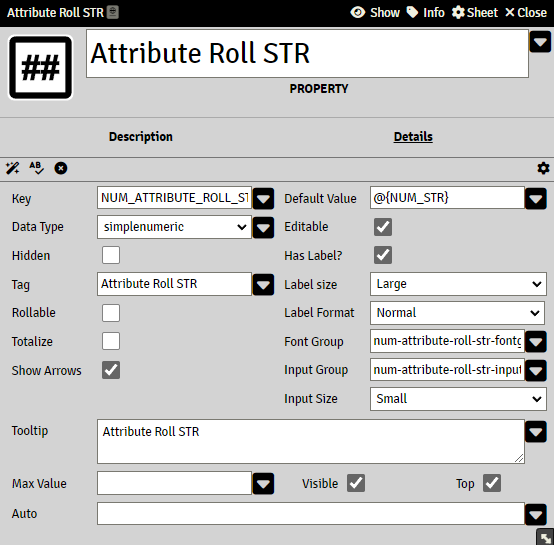 Attribute Roll STR Show Info Sheet Close
## Attribute Roll STR
PROPERTY
Description Details
AB
Key NUM_ATTRIBUTE_ROLL_ST Default Value @{NUM_STR}
Data Type simplenumeric Editable
Hidden Has Label?
Tag Attribute Roll STR Label size Large
Rollable Label Format Normal
Totalize Font Group num-attribute-roll-str-fontg
Show Arrows Input Group num-attribute-roll-str-input
Input Size Small
Tooltip Attribute Roll STR
Max Value Visible Top
Auto